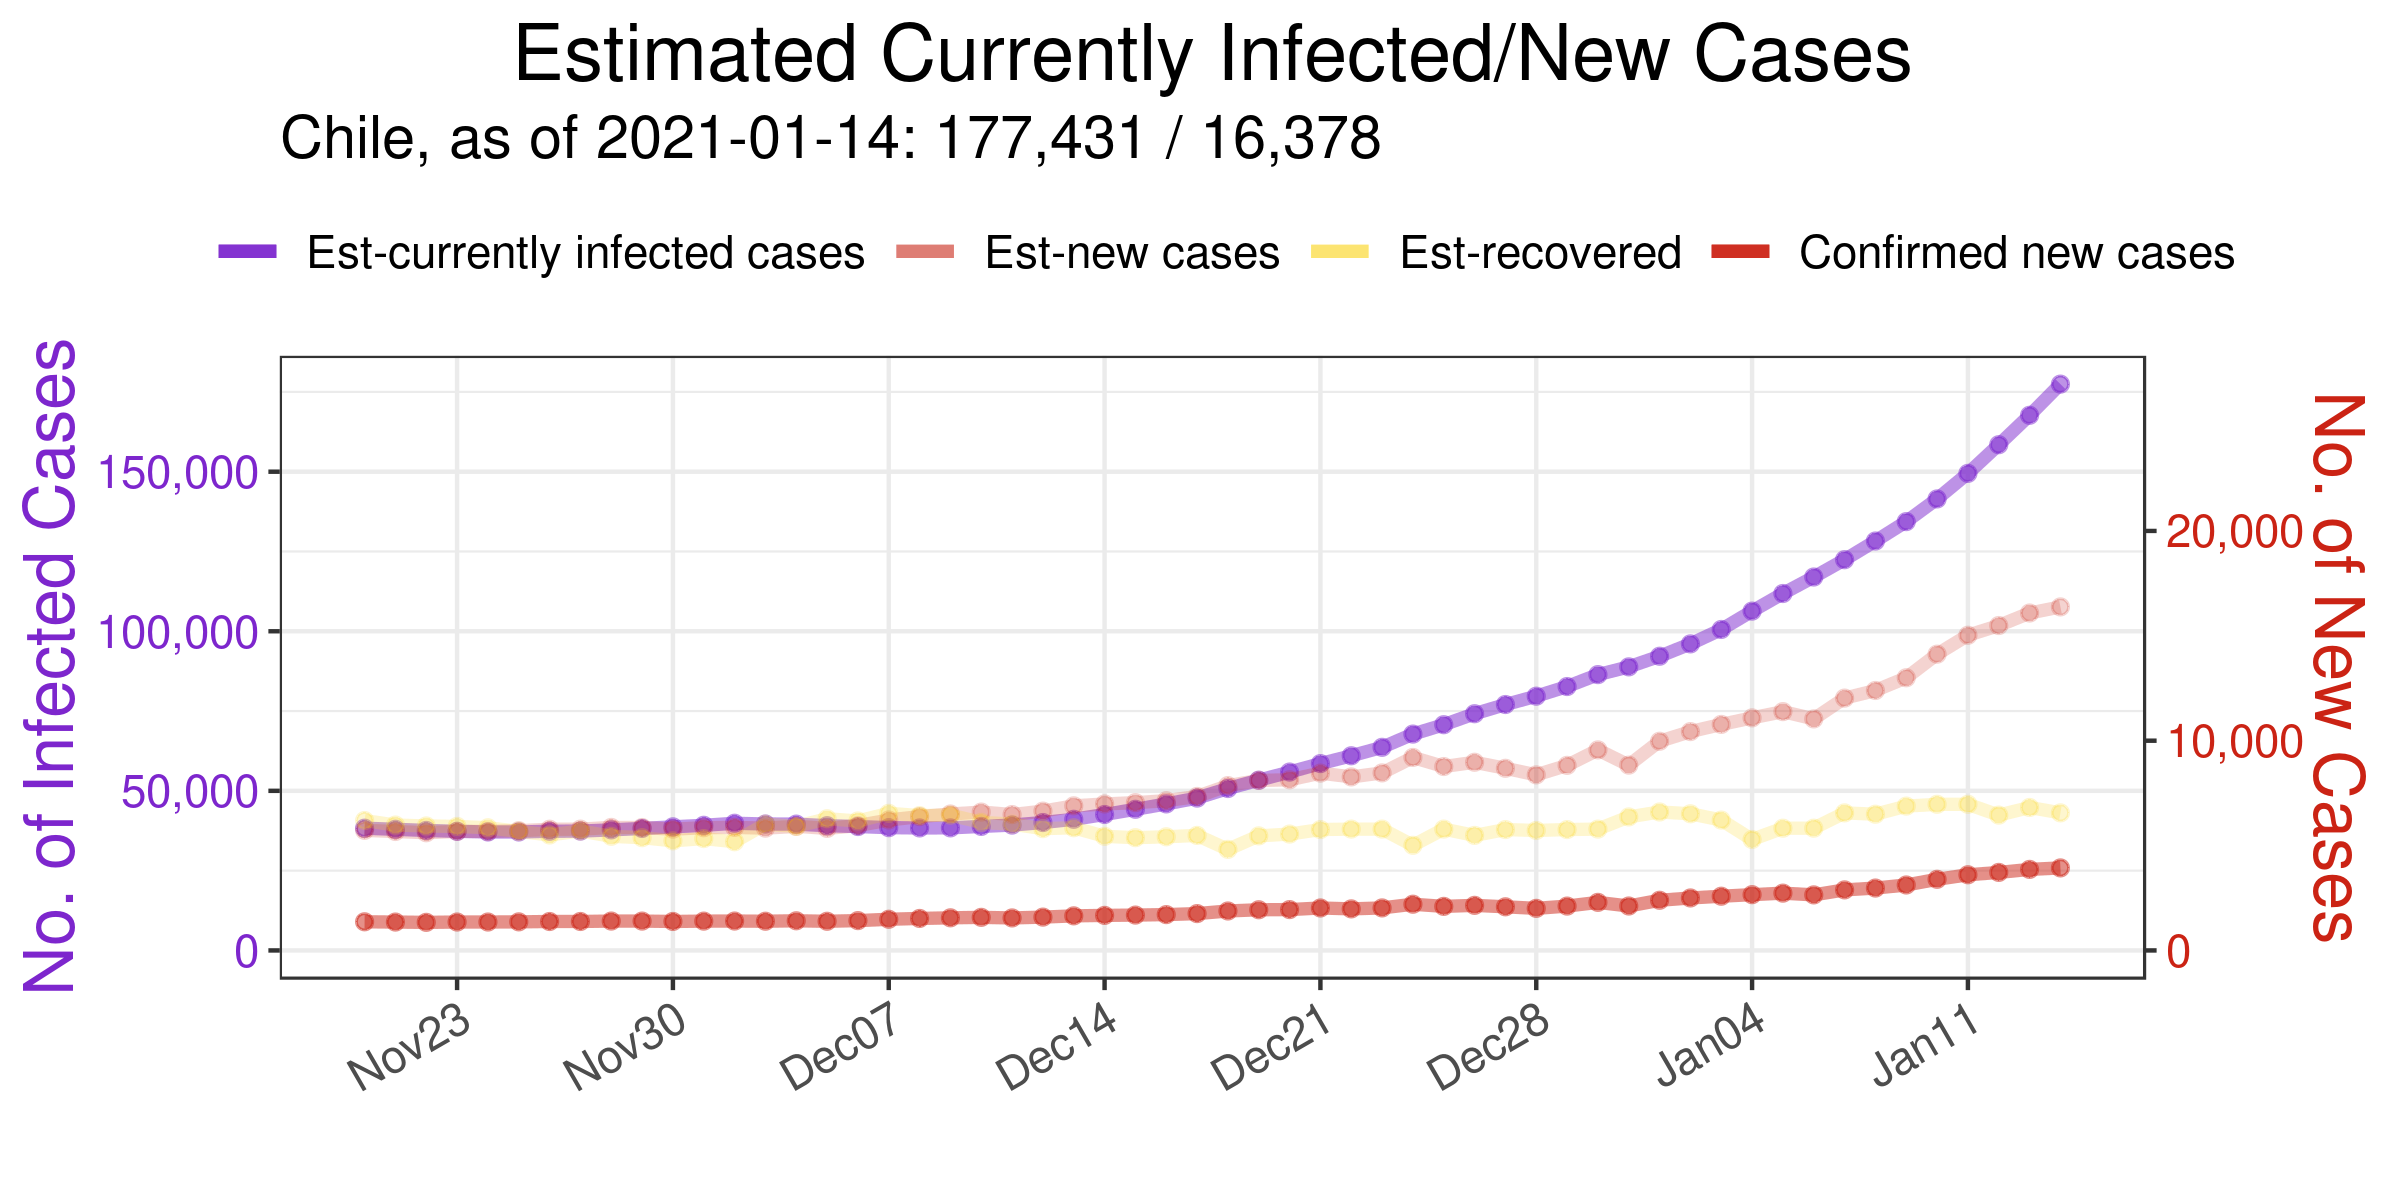 Estimated Currently Infected/New Cases
Chile, as of 2021-01-14: 177,431 / 16,378
Est-currently infected cases Est-new cases Est-recovered Confirmed new cases
No. of Infected Cases
150,000
100,000
50,000
0
No. of New Cases
20,000
10,000
0
Nov23 Nov30 Dec07 Dec14 Dec21 Dec28 Jan04 Jan11